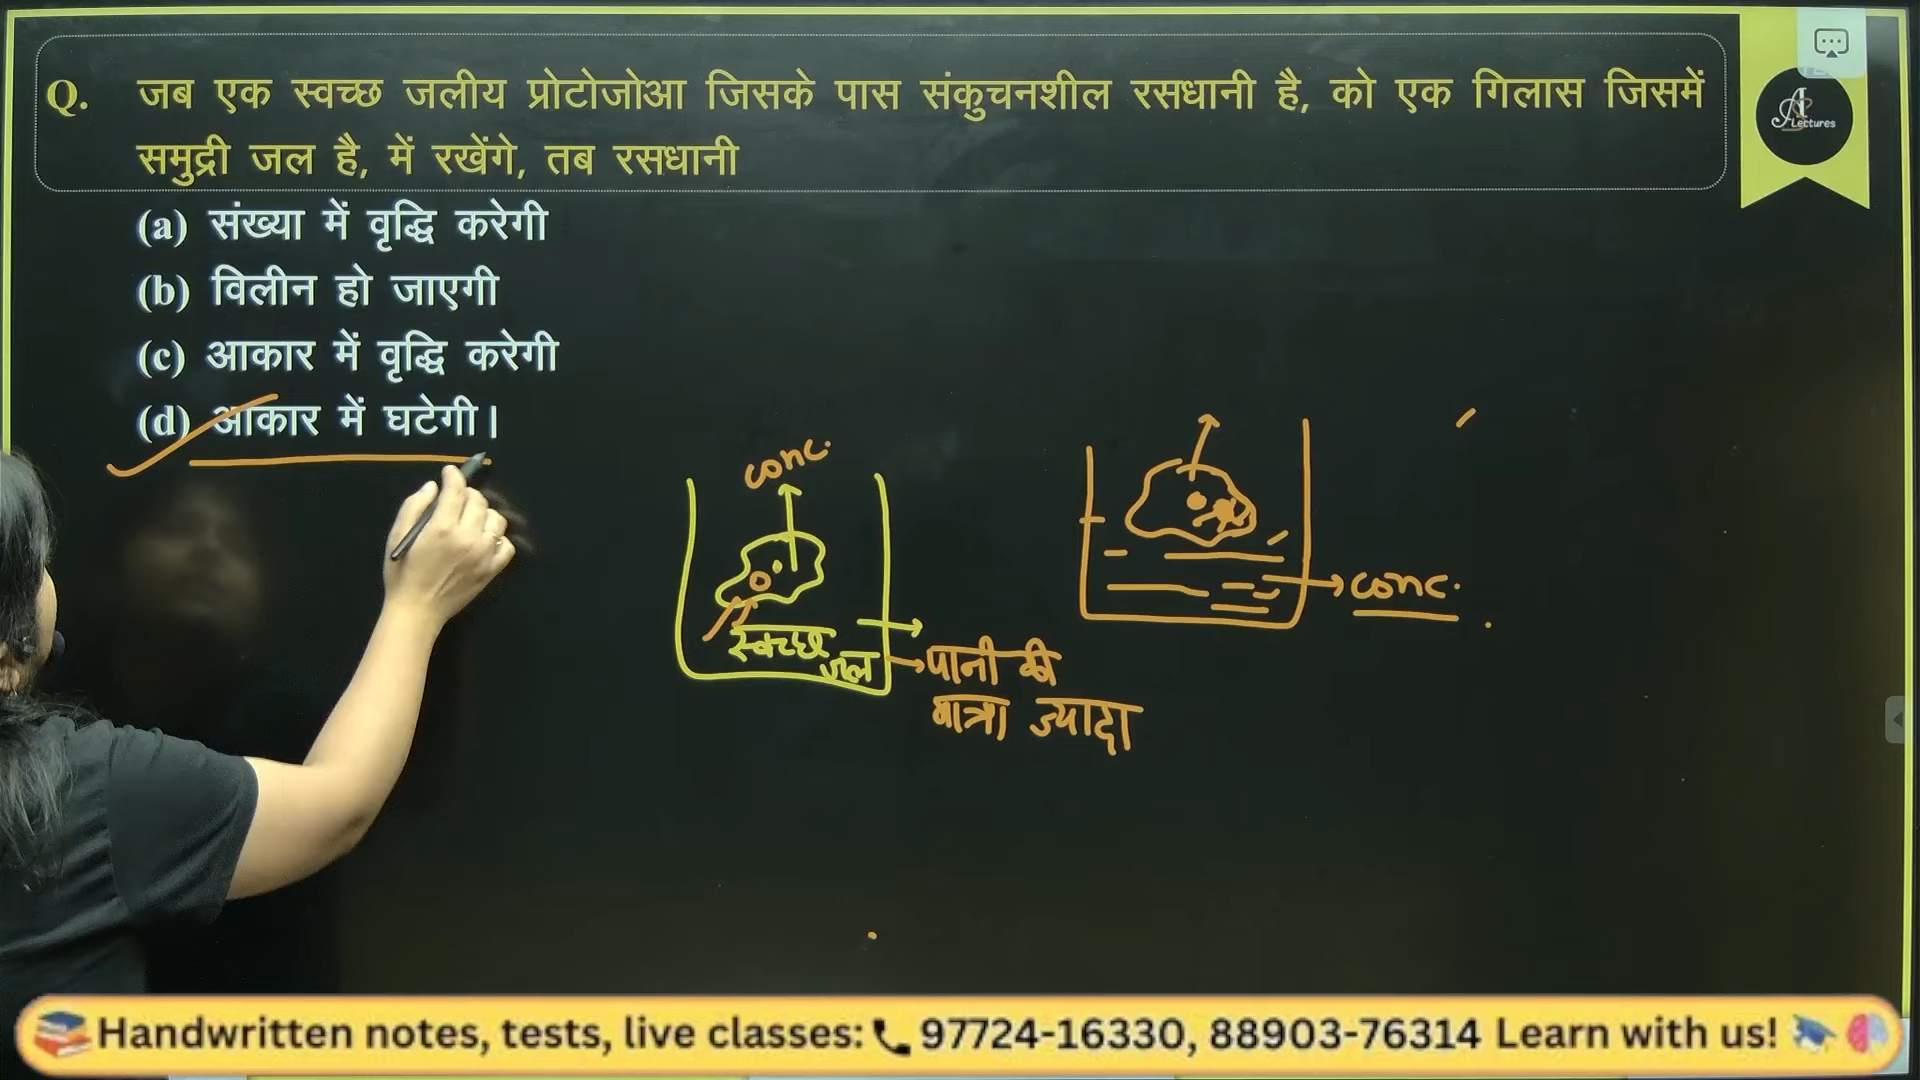 Q. जब एक स्वच्छ जलीय प्रोटोजोआ जिसके पास संकुचनशील रसधानी है, को एक गिलास जिसमें
समुद्री जल है, में रखेंगे, तब रसधानी
(a) संख्या में वृद्धि करेगी
(b) विलीन हो जाएगी
(c) आकार में वृद्धि करेगी
(d) आकार में घटेगी।
Lectures
conc.
conc.
स्वच्छ
जल
पानी की
मात्रा ज्यादा
Handwritten notes, tests, live classes: 97724-16330, 88903-76314 Learn with us!